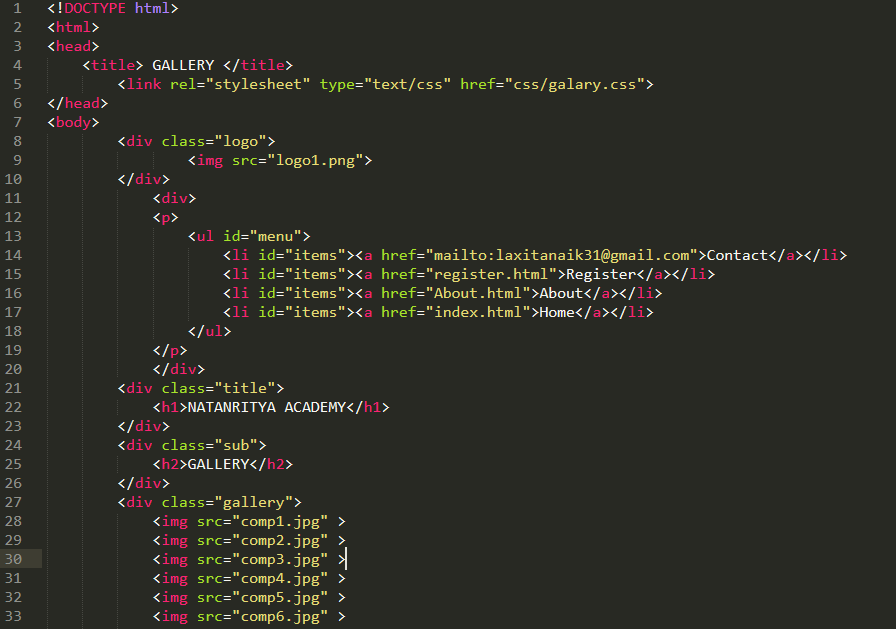 1 <!DOCTYPE html>
2 <html>
3 <head>
4 <title> GALLERY </title>
5 <link rel="stylesheet" type="text/css" href="css/galary.css">
6 </head>
7 <body>
8 <div class="logo">
9 <img src="logo1.png">
10 </div>
11 <div>
12 <p>
13 <ul id="menu">
14 <li id="items"><a href="mailto:laxitanaik31@gmail.com">Contact</a></li>
15 <li id="items"><a href="register.html">Register</a></li>
16 <li id="items"><a href="About.html">About</a></li>
17 <li id="items"><a href="index.html">Home</a></li>
18 </ul>
19 </p>
20 </div>
21 <div class="title">
22 <h1>NATANRITYA ACADEMY</h1>
23 </div>
24 <div class="sub">
25 <h2>GALLERY</h2>
26 </div>
27 <div class="gallery">
28 <img src="comp1.jpg" >
29 <img src="comp2.jpg" >
30 <img src="comp3.jpg" >
31 <img src="comp4.jpg" >
32 <img src="comp5.jpg" >
33 <img src="comp6.jpg" >